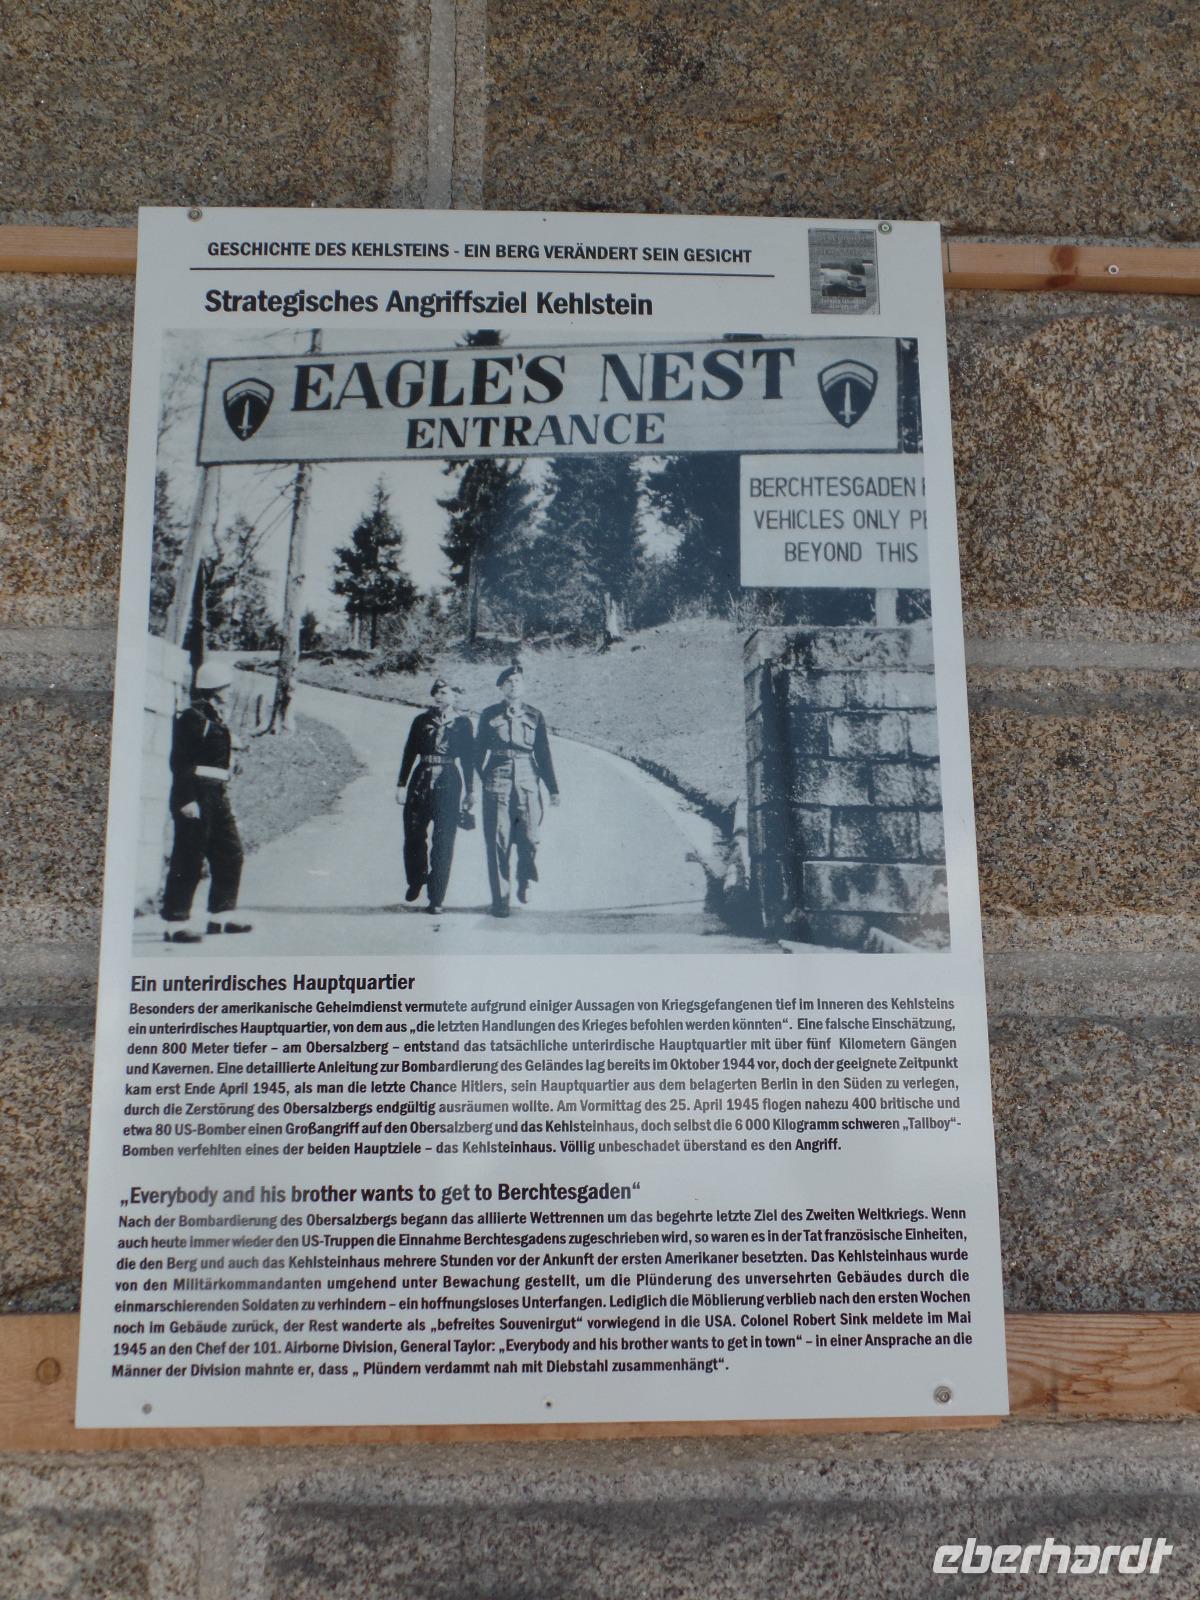 GESCHICHTE DES KEHLSTEINS - EIN BERG VERÄNDERT SEIN GESICHT
Strategisches Angriffsziel Kehlstein
EAGLE'S NEST
ENTRANCE
BERCHTESGADEN
VEHICLES ONLY
BEYOND THIS
Ein unterirdisches Hauptquartier
Besonders der amerikanische Geheimdienst vermutete aufgrund einiger Aussagen von Kriegsgefangenen tief im Inneren des Kehlsteins
ein unterirdisches Hauptquartier, von dem aus „die letzten Handlungen des Krieges befohlen werden könnten“. Eine falsche Einschätzung,
denn 800 Meter tiefer – am Obersalzberg – entstand das tatsächliche unterirdische Hauptquartier mit über fünf Kilometern Gängen
und Kavernen. Eine detaillierte Anleitung zur Bombardierung des Geländes lag bereits im Oktober 1944 vor, doch der geeignete Zeitpunkt
kam erst Ende April 1945, als man die letzte Chance Hitlers, sein Hauptquartier aus dem belagerten Berlin in den Süden zu verlegen,
durch die Zerstörung des Obersalzbergs endgültig ausräumen wollte. Am Vormittag des 25. April 1945 flogen nahezu 400 britische und
etwa 80 US-Bomber einen Großangriff auf den Obersalzberg und das Kehlsteinhaus, doch selbst die 6 000 Kilogramm schweren „Tallboy“-
Bomben verfehlten eines der beiden Hauptziele – das Kehlsteinhaus. Völlig unbeschadet überstand es den Angriff.
„Everybody and his brother wants to get to Berchtesgaden“
Nach der Bombardierung des Obersalzbergs begann das alliierte Wettrennen um das begehrte letzte Ziel des Zweiten Weltkriegs. Wenn
auch heute immer wieder den US-Truppen die Einnahme Berchtesgadens zugeschrieben wird, so waren es in der Tat französische Einheiten,
die den Berg und auch das Kehlsteinhaus mehrere Stunden vor der Ankunft der ersten Amerikaner besetzten. Das Kehlsteinhaus wurde
von den Militärkommandanten umgehend unter Bewachung gestellt, um die Plünderung des unversehrten Gebäudes durch die
einmarschierenden Soldaten zu verhindern – ein hoffnungsloses Unterfangen. Lediglich die Möblierung verblieb nach den ersten Wochen
noch im Gebäude zurück, der Rest wanderte als „befreites Souvenirgut“ vorwiegend in die USA. Colonel Robert Sink meldete im Mai
1945 an den Chef der 101. Airborne Division, General Taylor: „Everybody and his brother wants to get in town“ – in einer Ansprache an die
Männer der Division mahnte er, dass „ Plündern verdammt nah mit Diebstahl zusammenhängt“.
eberhardt